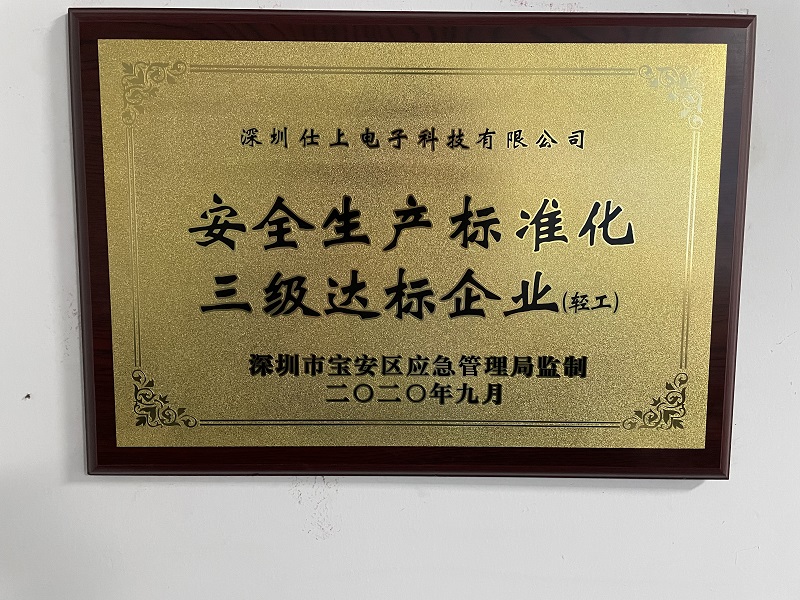 深圳仕上电子科技有限公司
安全生产标准化
三级达标企业(轻工)
深圳市宝安区应急管理局监制
二〇二〇年九月